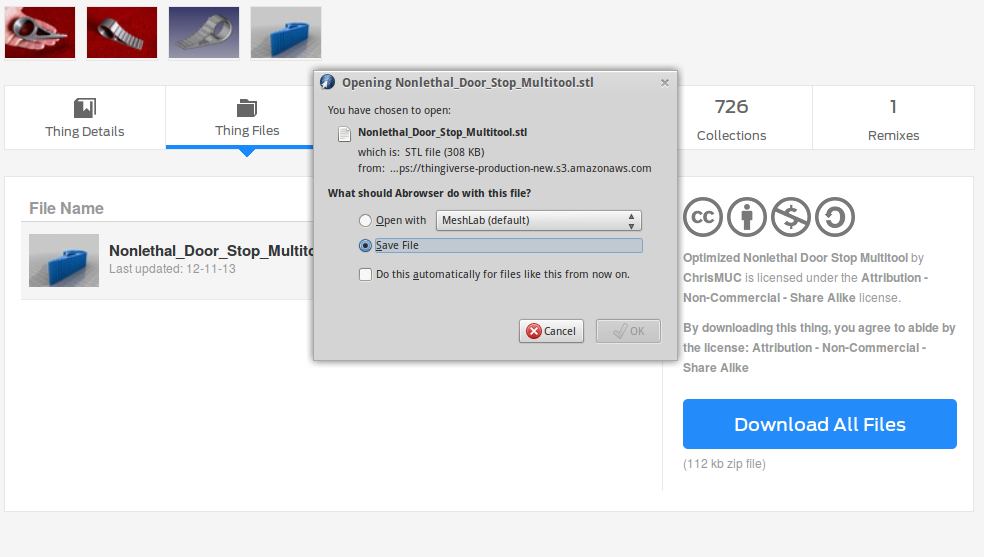 Opening Nonlethal_Door_Stop_Multitool.stl
You have chosen to open:
Nonlethal_Door_Stop_Multitool.stl
which is: STL file (308 KB)
from: ...ps://thingiverse-production-new.s3.amazonaws.com
What should Abrowser do with this file?
Open with MeshLab (default)
Save File
Do this automatically for files like this from now on.
Cancel OK
Thing Details
Thing Files
726
Collections
1
Remixes
File Name
Nonlethal_Door_Stop_Multito
Last updated: 12-11-13
cc
$
Optimized Nonlethal Door Stop Multitool by
ChrisMUC is licensed under the Attribution -
Non-Commercial - Share Alike license.
By downloading this thing, you agree to abide by
the license: Attribution - Non-Commercial -
Share Alike
Download All Files
(112 kb zip file)